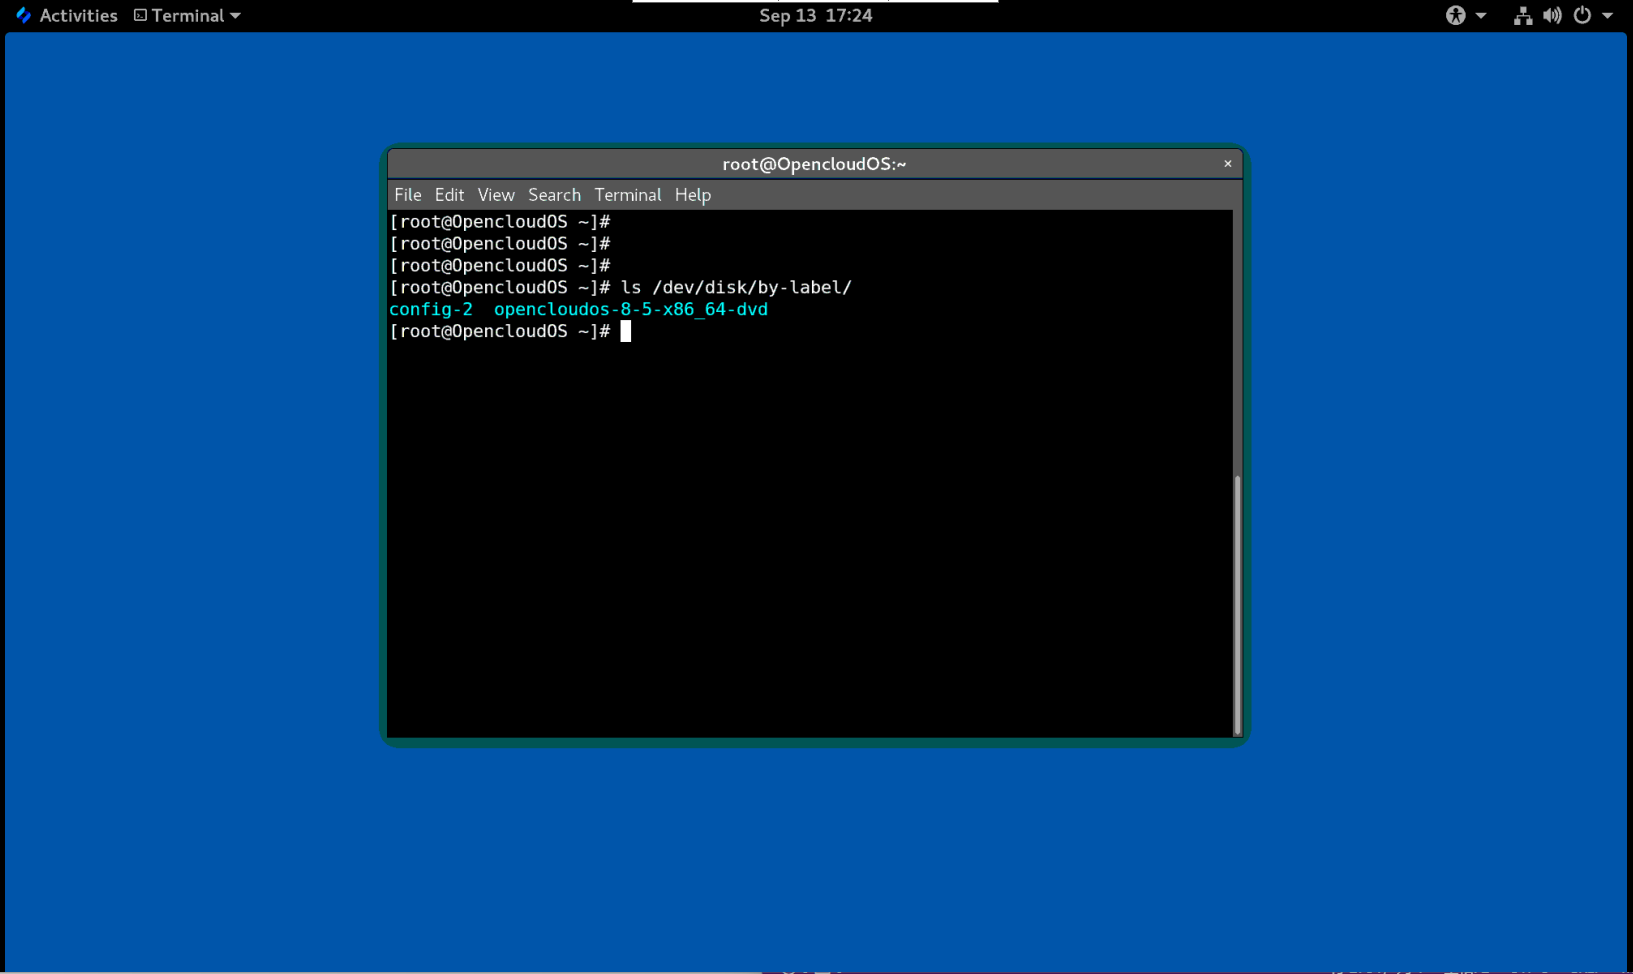 Activities Terminal Sep 13 17:24
root@OpencloudOS:~ ×
File Edit View Search Terminal Help
[root@OpencloudOS ~]#
[root@OpencloudOS ~]#
[root@OpencloudOS ~]#
[root@OpencloudOS ~]# ls /dev/disk/by-label/
config-2 opencloudos-8-5-x86_64-dvd
[root@OpencloudOS ~]#